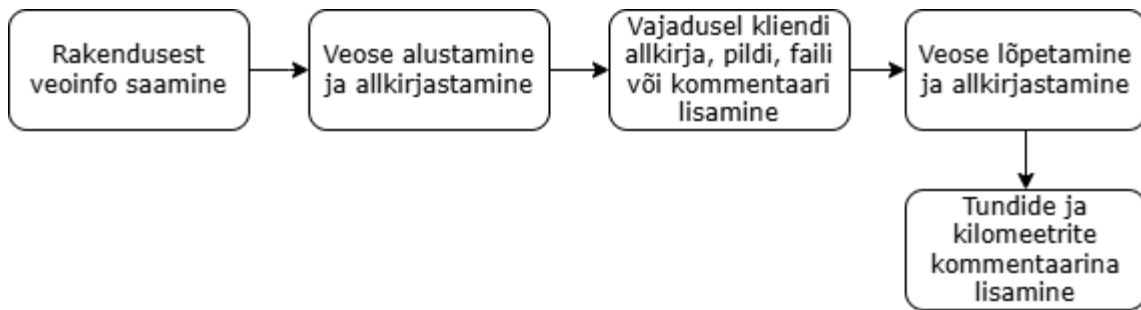 Rakendusest
veoinfo saamine
Veose alustamine
ja allkirjastamine
Vajadusel kliendi
allkirja, pildi, faili
või kommentaari
lisamine
Veose lõpetamine
ja allkirjastamine
Tundide ja
kilomeetrite
kommentaarina
lisamine